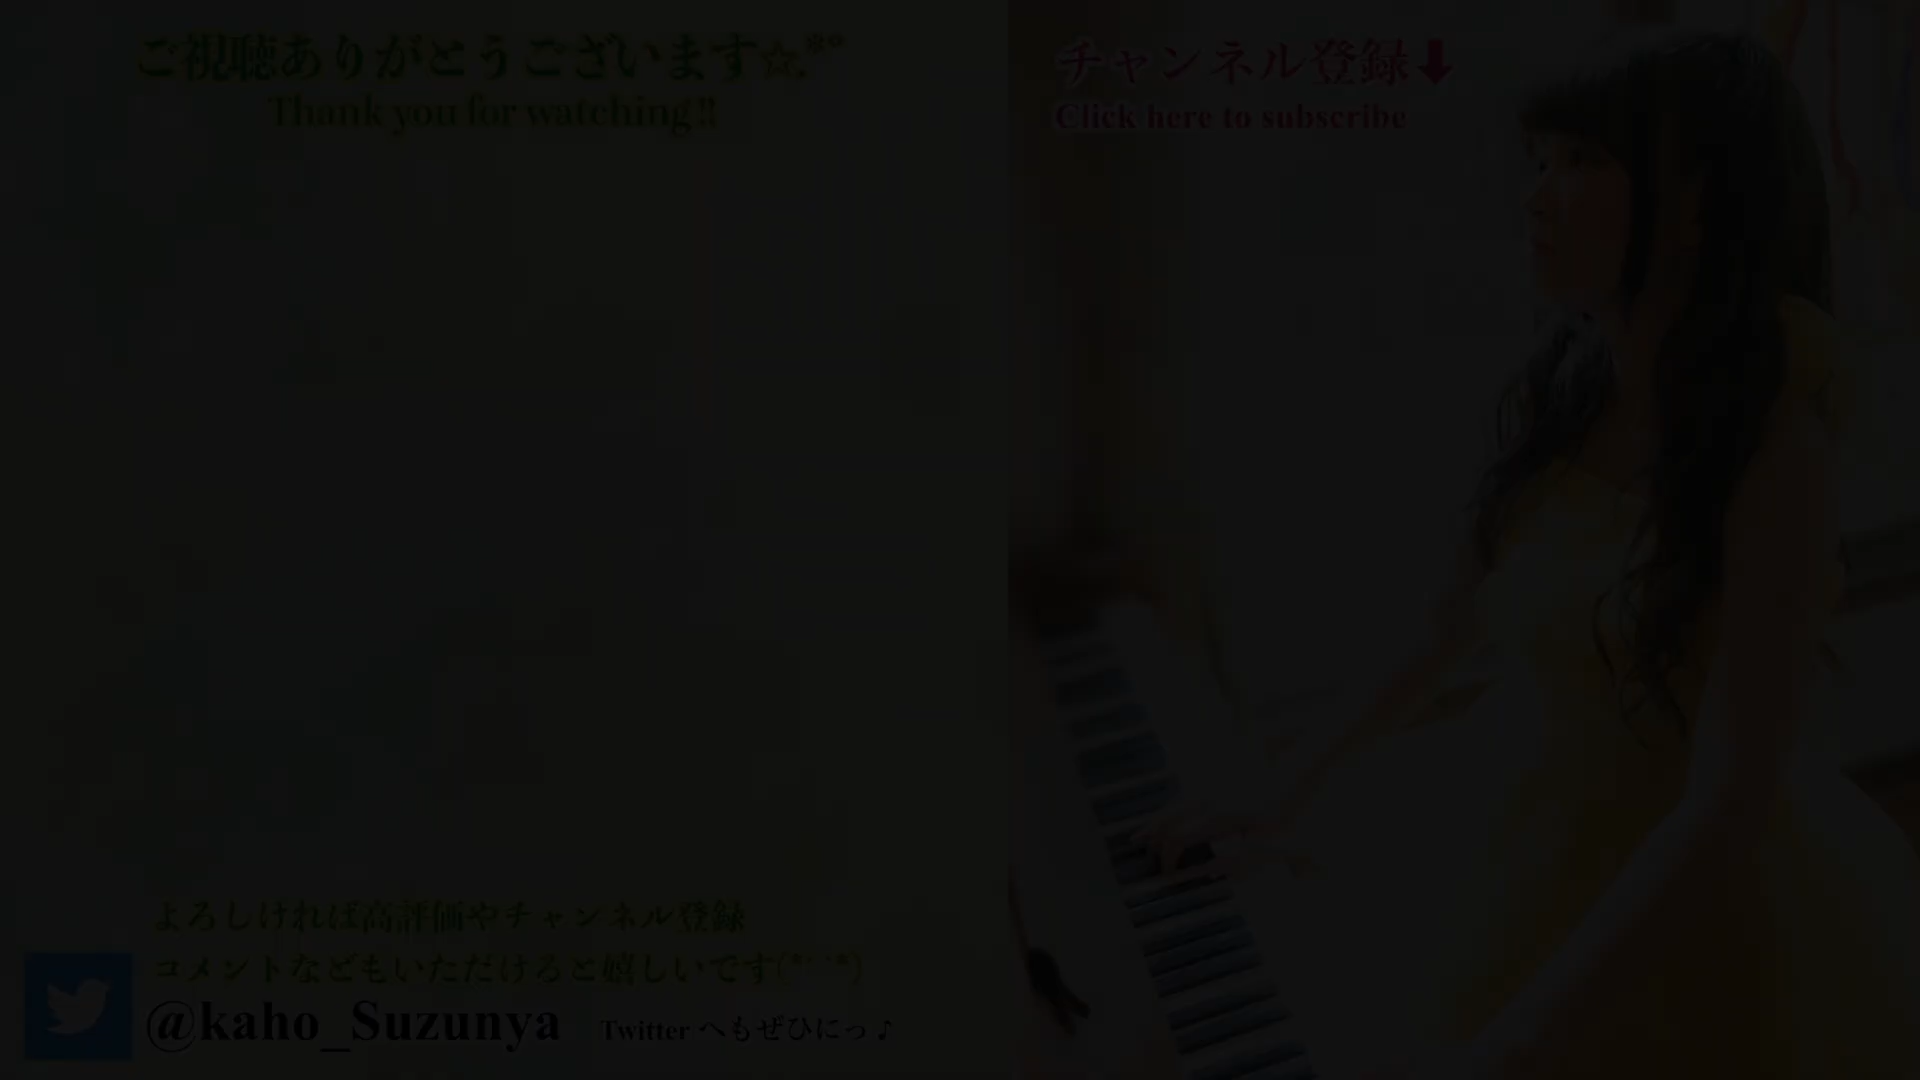 ご視聴ありがとうございます☆.*°
Thank you for watching!!
チャンネル登録⬇
Click here to subscribe
よろしければ高評価やチャンネル登録
コメントなどもいただけると嬉しいです(*ˊᵕˋ*)
@kaho_Suzunya Twitter へもぜひにっ♪